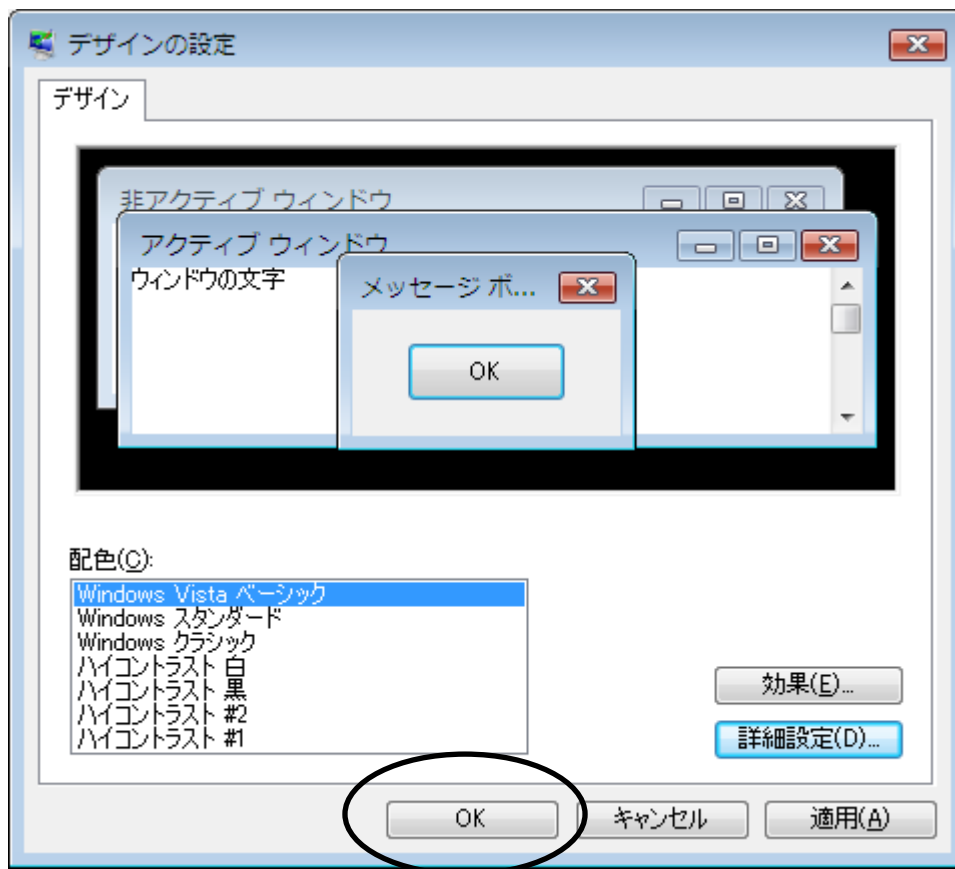 デザインの設定
デザイン
非アクティブ ウィンドウ
アクティブ ウィンドウ
ウィンドウの文字
メッセージ ボ...
OK
配色(C):
Windows Vista ベーシック
Windows スタンダード
Windows クラシック
ハイコントラスト 白
ハイコントラスト 黒
ハイコントラスト #2
ハイコントラスト #1
効果(E)...
詳細設定(D)...
OK
キャンセル
適用(A)